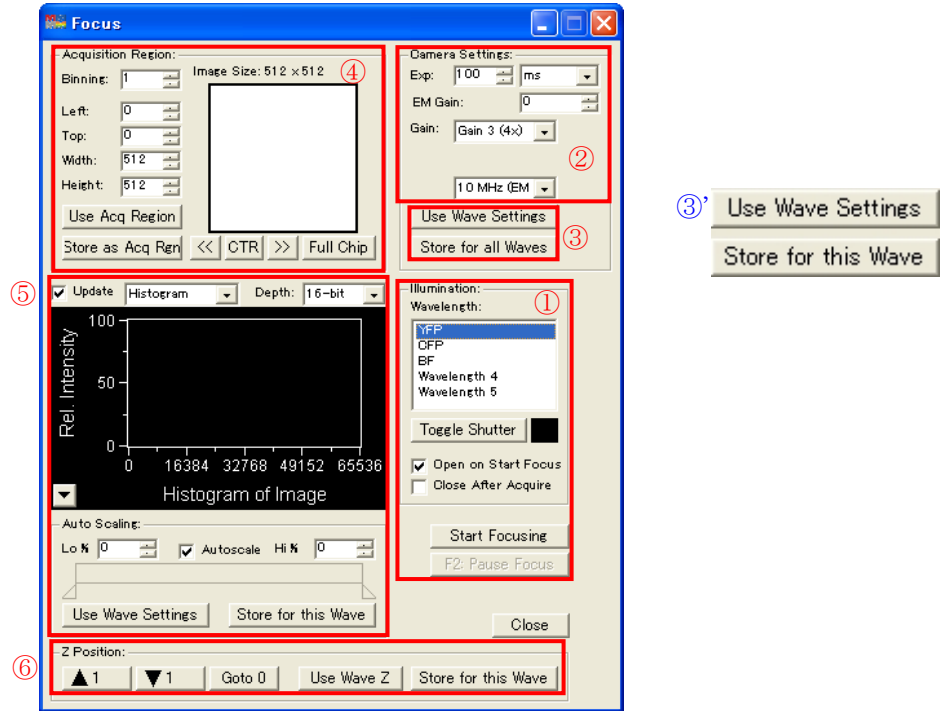 Focus
Acquisition Region:
Binning: 1
Image Size: 512 x512 ④
Left: 0
Top: 0
Width: 512
Height: 512
Use Acq Region
Store as Acq Rgn << CTR >> Full Chip
Camera Settings:
Exp: 100 ms
EM Gain: 0
Gain: Gain 3 (4x)
②
10 MHz (EM
Use Wave Settings
Store for all Waves
③
③’ Use Wave Settings
Store for this Wave
⑤
Update Histogram Depth: 16-bit
Rel. Intensity
100
50
0
0 16384 32768 49152 65536
Histogram of Image
Auto Scaling:
Lo % 0 Autoscale Hi % 0
Use Wave Settings Store for this Wave
Illumination:
①
Wavelength:
YFP
CFP
BF
Wavelength 4
Wavelength 5
Toggle Shutter
Open on Start Focus
Close After Acquire
Start Focusing
F2: Pause Focus
Close
⑥
Z Position:
▲1 ▼1 Goto 0 Use Wave Z Store for this Wave